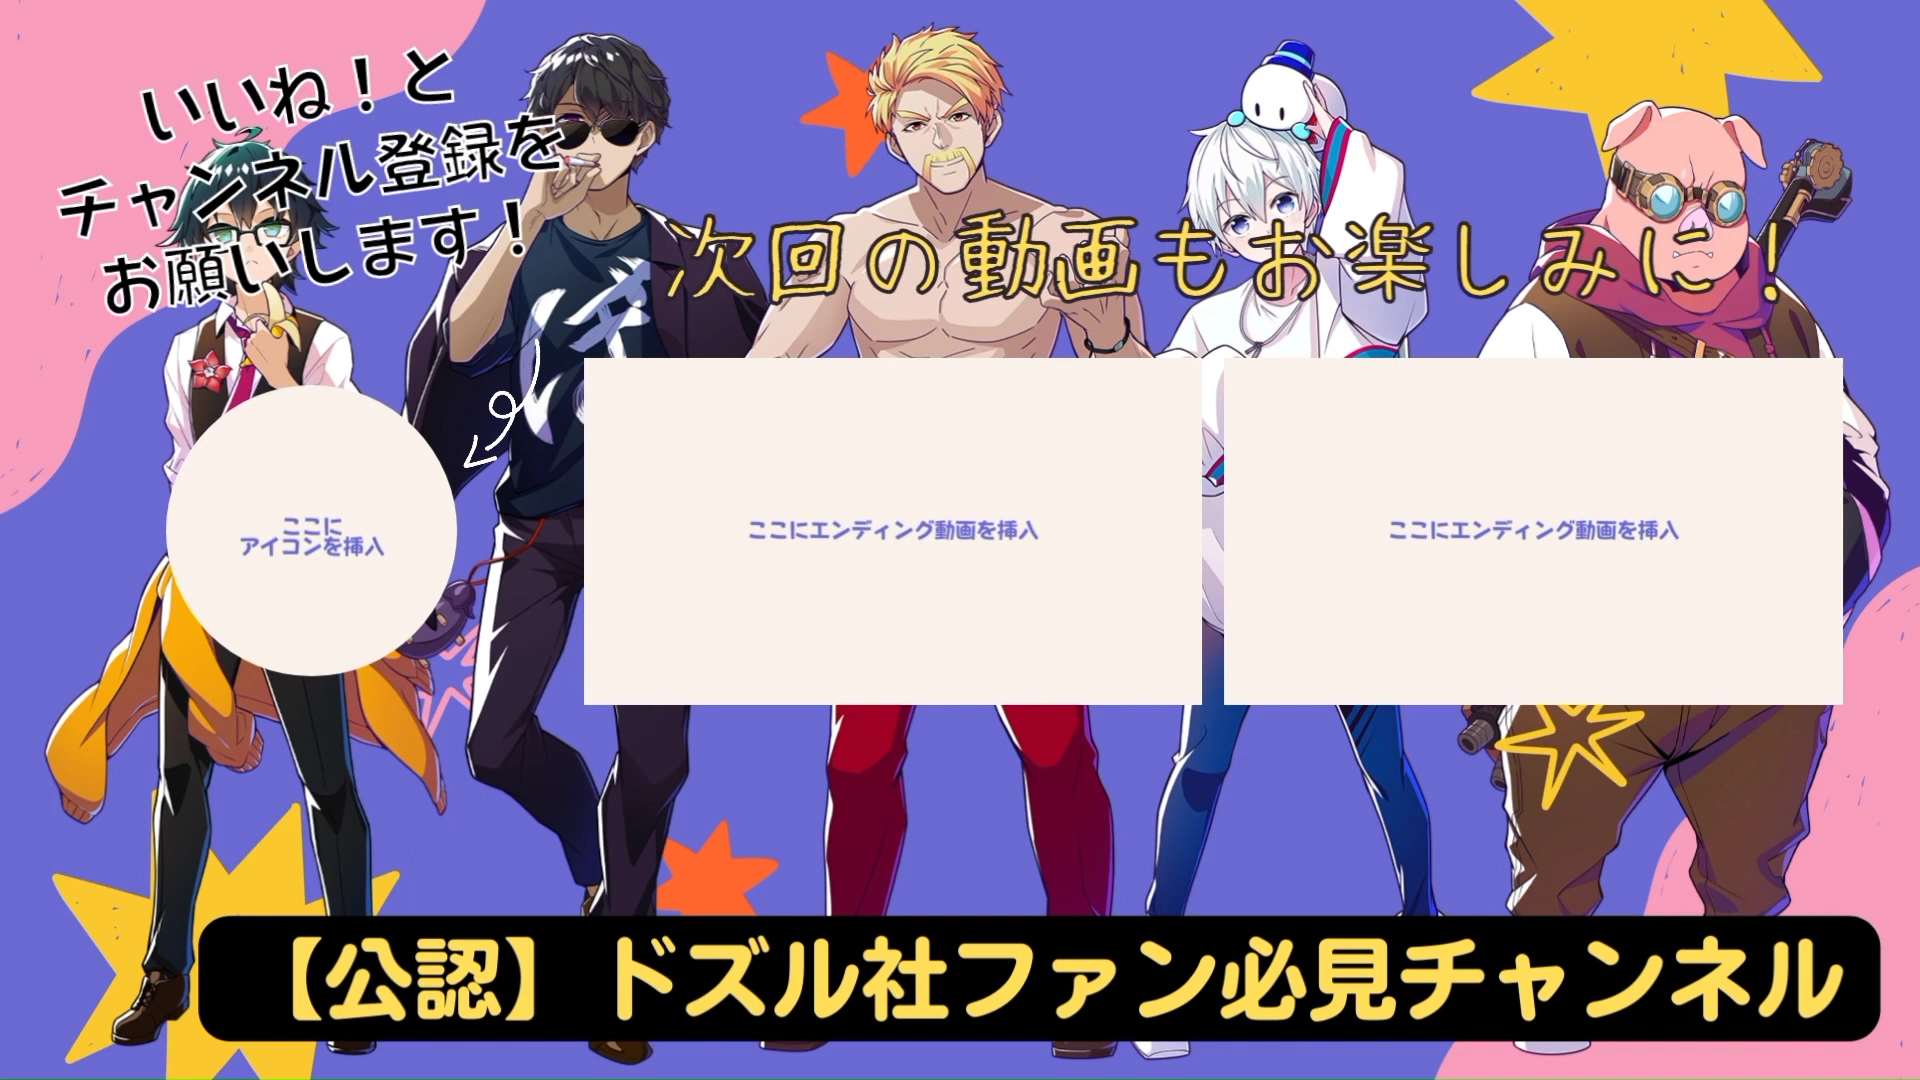 いいね！と
チャンネル登録を
お願いします！
次回の動画もお楽しみに！
ここに
アイコンを挿入
ここにエンディング動画を挿入
ここにエンディング動画を挿入
【公認】ドズル社ファン必見チャンネル